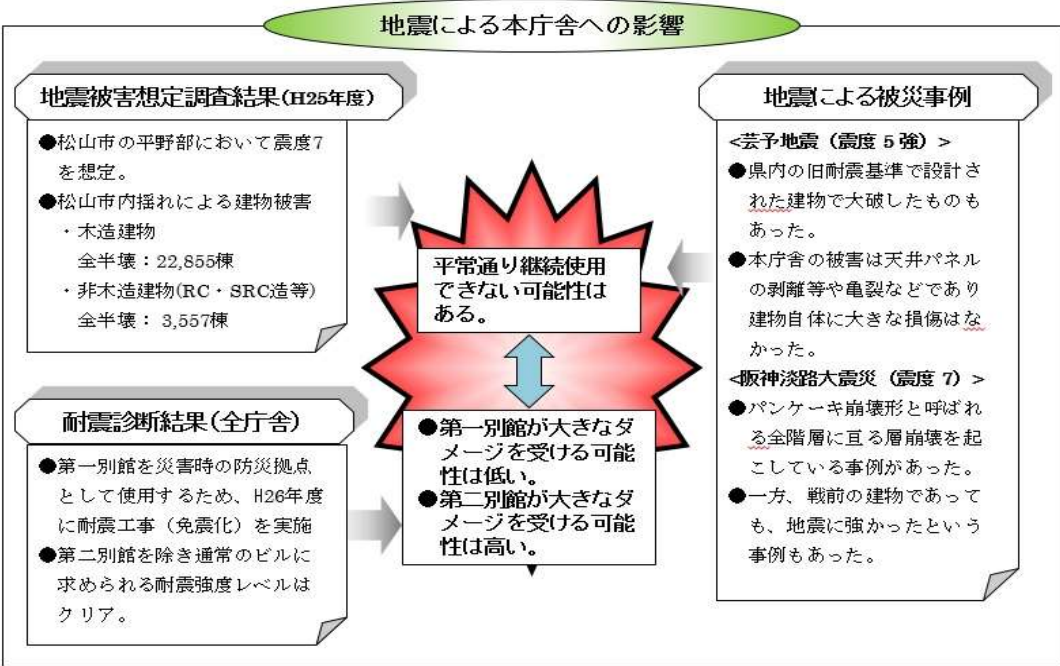 地震による本庁舎への影響
地震被害想定調査結果(H25年度)
●松山市の平野部において震度7
を想定。
●松山市内揺れによる建物被害
・木造建物
全半壊：22,855棟
・非木造建物(RC・SRC造等)
全半壊： 3,557棟
耐震診断結果(全庁舎)
●第一別館を災害時の防災拠点
として使用するため、H26年度
に耐震工事（免震化）を実施
●第二別館を除き通常のビルに
求められる耐震強度レベルは
クリア。
平常通り継続使用
できない可能性は
ある。
●第一別館が大きなダ
メージを受ける可能
性は低い。
●第二別館が大きなダ
メージを受ける可能
性は高い。
地震による被災事例
<芸予地震（震度５強）>
●県内の旧耐震基準で設計さ
れた建物で大破したものも
あった。
●本庁舎の被害は天井パネル
の剥離等や亀裂などであり
建物自体に大きな損傷はな
かった。
<阪神淡路大震災（震度 7）>
●パンケーキ崩壊形と呼ばれ
る全階層に亘る層崩壊を起
こしている事例があった。
●一方、戦前の建物であって
も、地震に強かったという
事例もあった。